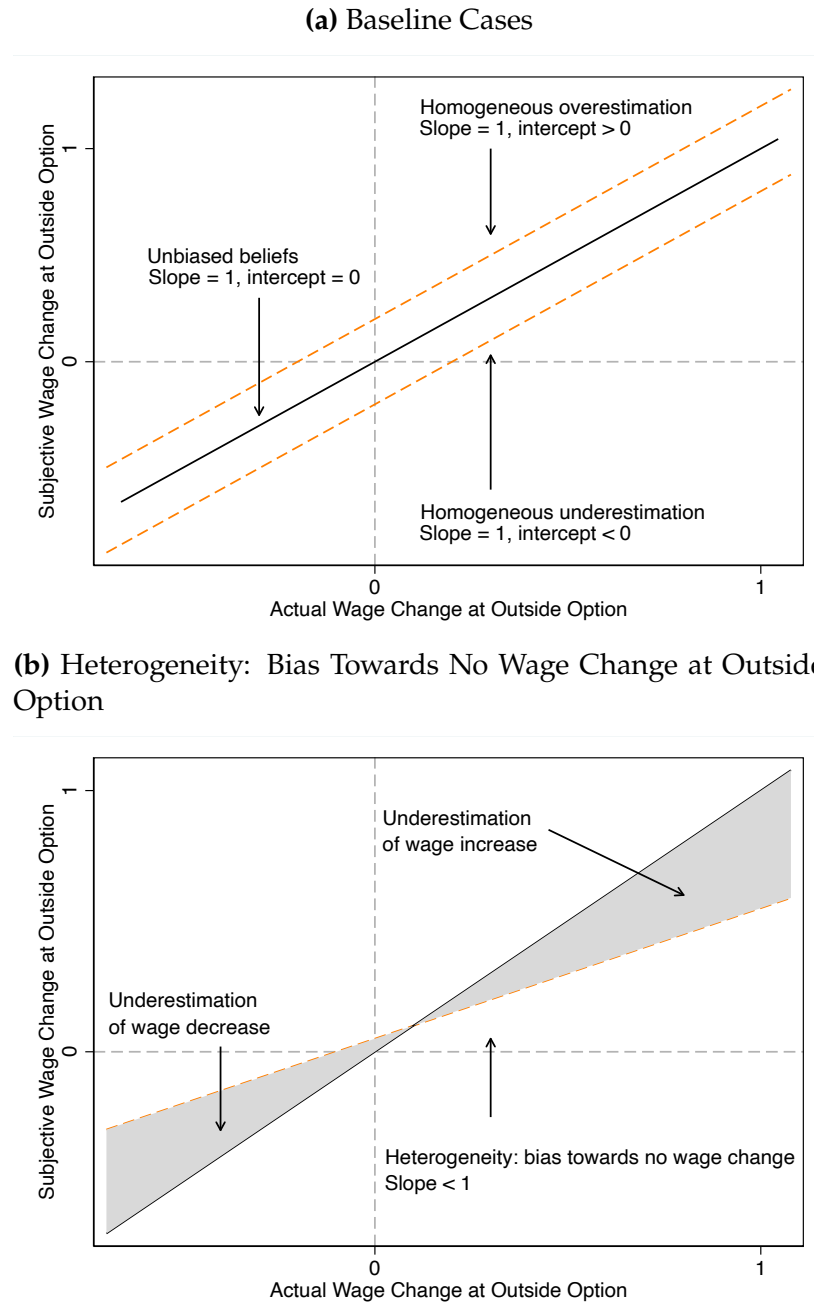 (a) Baseline Cases
Homogeneous overestimation
Slope = 1, intercept > 0
Unbiased beliefs
Slope = 1, intercept = 0
Homogeneous underestimation
Slope = 1, intercept < 0
Subjective Wage Change at Outside Option
1
0
0
1
Actual Wage Change at Outside Option
(b) Heterogeneity: Bias Towards No Wage Change at Outside
Option
Underestimation
of wage increase
Underestimation
of wage decrease
Heterogeneity: bias towards no wage change
Slope < 1
Subjective Wage Change at Outside Option
1
0
0
1
Actual Wage Change at Outside Option